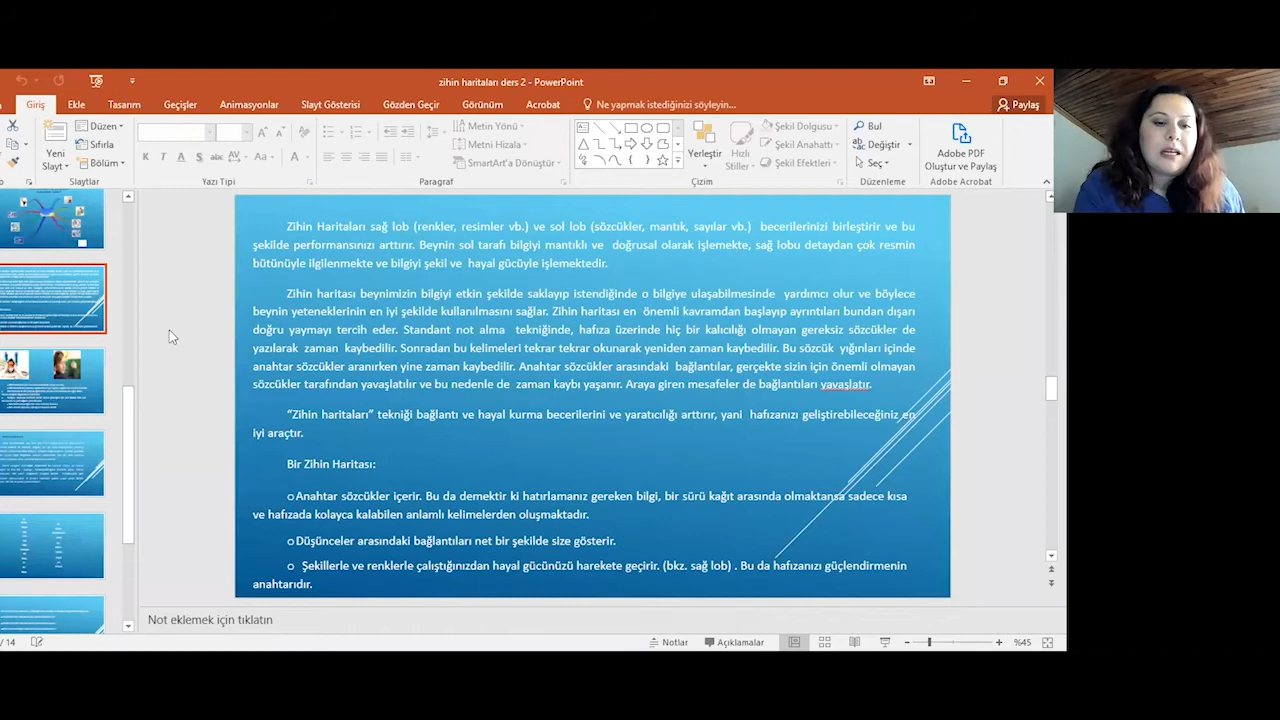 zihin haritaları ders 2 - PowerPoint
Giriş Ekle Tasarım Geçişler Animasyonlar Slayt Gösterisi Gözden Geçir Görünüm Acrobat Ne yapmak istediğinizi söyleyin... Paylaş
Yeni Slayt
Düzen
Sıfırla
Bölüm
Slaytlar
K T A S abc AV Aa A
Yazı Tipi
Metin Yönü
Metni Hizala
SmartArt'a Dönüştür
Paragraf
Yerleştir
Hızlı Stiller
Şekil Dolgusu
Şekil Anahattı
Şekil Efektleri
Çizim
Bul
Değiştir
Seç
Düzenleme
Adobe PDF
Oluştur ve Paylaş
Adobe Acrobat
Zihin Haritaları sağ lob (renkler, resimler vb.) ve sol lob (sözcükler, mantık, sayılar vb.) becerilerinizi birleştirir ve bu
şekilde performansınızı arttırır. Beynin sol tarafı bilgiyi mantıklı ve doğrusal olarak işlemekte, sağ lobu detaydan çok resmin
bütünüyle ilgilenmekte ve bilgiyi şekil ve hayal gücüyle işlemektedir.
Zihin haritası beynimizin bilgiyi etkin şekilde saklayıp istendiğinde o bilgiye ulaşabilmesinde yardımcı olur ve böylece
beynin yeteneklerinin en iyi şekilde kullanılmasını sağlar. Zihin haritası en önemli kavramdan başlayıp ayrıntıları bundan dışarı
doğru yaymayı tercih eder. Standant not alma tekniğinde, hafıza üzerinde hiç bir kalıcılığı olmayan gereksiz sözcükler de
yazılarak zaman kaybedilir. Sonradan bu kelimeleri tekrar tekrar okunarak yeniden zaman kaybedilir. Bu sözcük yığınları içinde
anahtar sözcükler aranırken yine zaman kaybedilir. Anahtar sözcükler arasındaki bağlantılar, gerçekte sizin için önemli olmayan
sözcükler tarafından yavaşlatılır ve bu nedenle de zaman kaybı yaşanır. Araya giren mesafeler de bağlantıları yavaşlatır.
“Zihin haritaları” tekniği bağlantı ve hayal kurma becerilerini ve yaratıcılığı arttırır, yani hafızanızı geliştirebileceğiniz en
iyi araçtır.
Bir Zihin Haritası:
o Anahtar sözcükler içerir. Bu da demektir ki hatırlamanız gereken bilgi, bir sürü kağıt arasında olmaktansa sadece kısa
ve hafızada kolayca kalabilen anlamlı kelimelerden oluşmaktadır.
o Düşünceler arasındaki bağlantıları net bir şekilde size gösterir.
o Şekillerle ve renklerle çalıştığınızdan hayal gücünüzü harekete geçirir. (bkz. sağ lob) . Bu da hafızanızı güçlendirmenin
anahtarıdır.
Not eklemek için tıklatın
/ 14 Notlar Açıklamalar %45